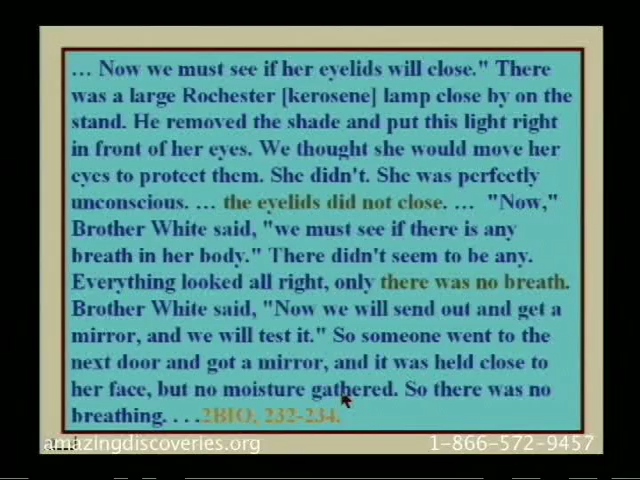 ... Now we must see if her eyelids will close." There
was a large Rochester [kerosene] lamp close by on the
stand. He removed the shade and put this light right
in front of her eyes. We thought she would move her
eyes to protect them. She didn't. She was perfectly
unconscious. ... the eyelids did not close. ... "Now,"
Brother White said, "we must see if there is any
breath in her body." There didn't seem to be any.
Everything looked all right, only there was no breath.
Brother White said, "Now we will send out and get a
mirror, and we will test it." So someone went to the
next door and got a mirror, and it was held close to
her face, but no moisture gathered. So there was no
breathing. . . .2BIO, 232-234.
amazingdiscoveries.org 1-866-572-9457